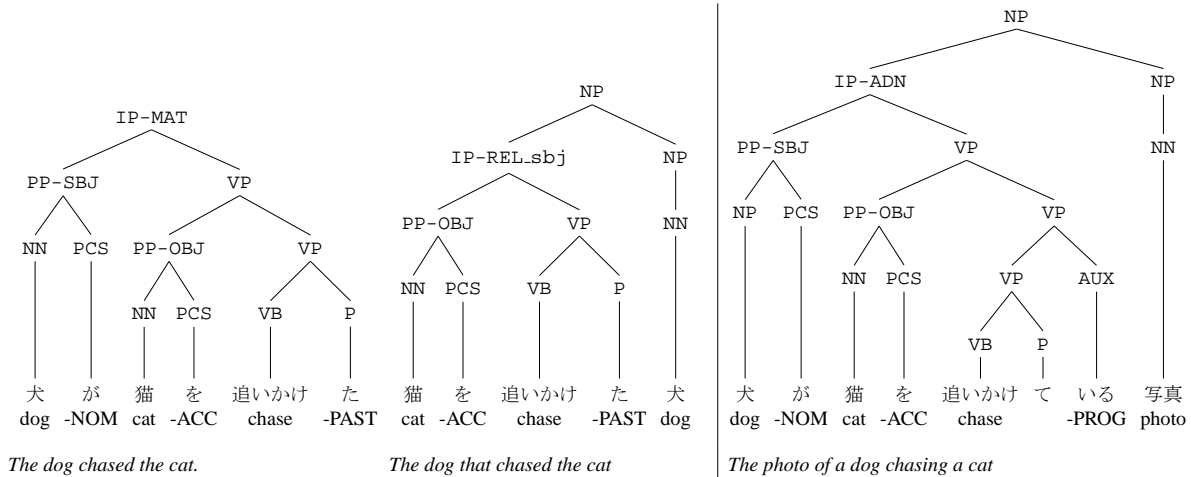 IP-MAT
PP-SBJ VP
NN PCS PP-OBJ VP
NN PCS VB P
犬 が 猫 を 追いかけ た
dog -NOM cat -ACC chase -PAST
The dog chased the cat.
NP
IP-REL_sbj NP
PP-OBJ VP NN
NN PCS VB P
猫 を 追いかけ た 犬
cat -ACC chase -PAST dog
The dog that chased the cat
NP
IP-ADN NP
PP-SBJ VP NN
NP PCS PP-OBJ VP
NN PCS VP AUX
VB P
犬 が 猫 を 追いかけ て いる 写真
dog -NOM cat -ACC chase -PROG photo
The photo of a dog chasing a cat